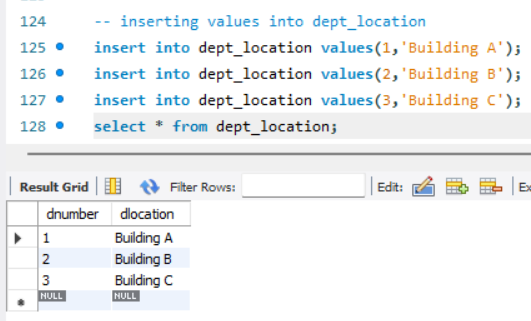 124 -- inserting values into dept_location
125 insert into dept_location values(1,'Building A');
126 insert into dept_location values(2,'Building B');
127 insert into dept_location values(3,'Building C');
128 select * from dept_location;
Result Grid Filter Rows: Edit:
dnumber dlocation
1 Building A
2 Building B
3 Building C
NULL NULL